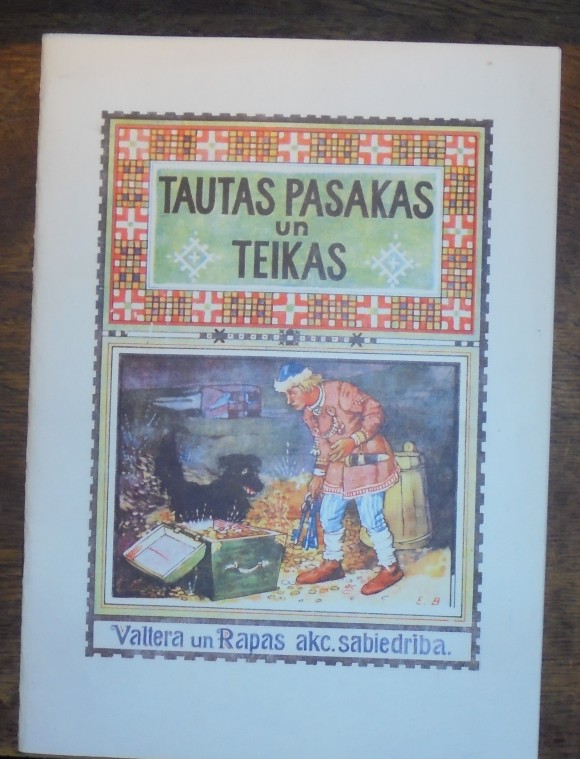 TAUTAS PASAKAS
un
TEIKAS
E. B
Valtera un Rapas akc. sabiedriba.